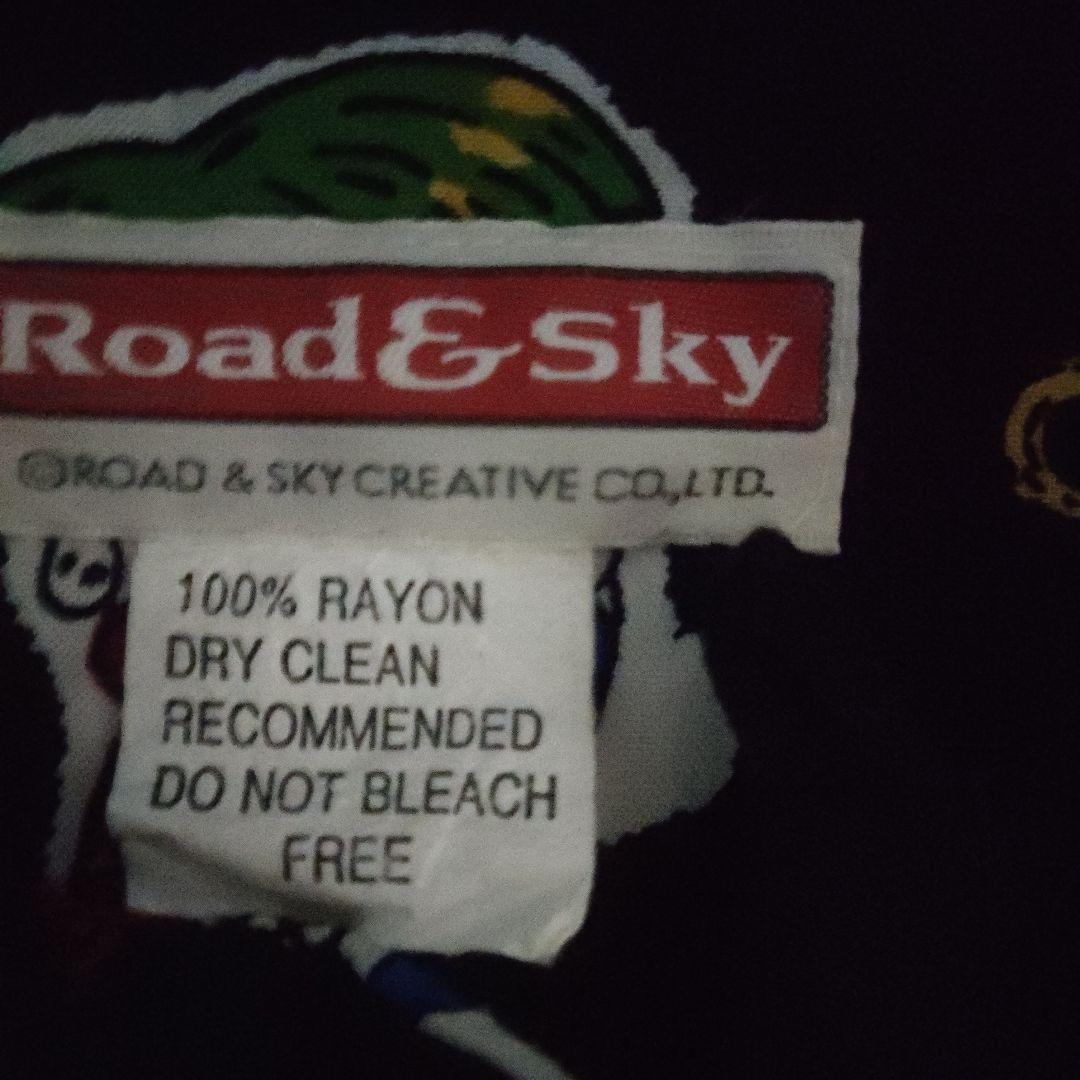 Road&Sky
©ROAD & SKY CREATIVE CO.,LTD.
100% RAYON
DRY CLEAN
RECOMMENDED
DO NOT BLEACH
FREE